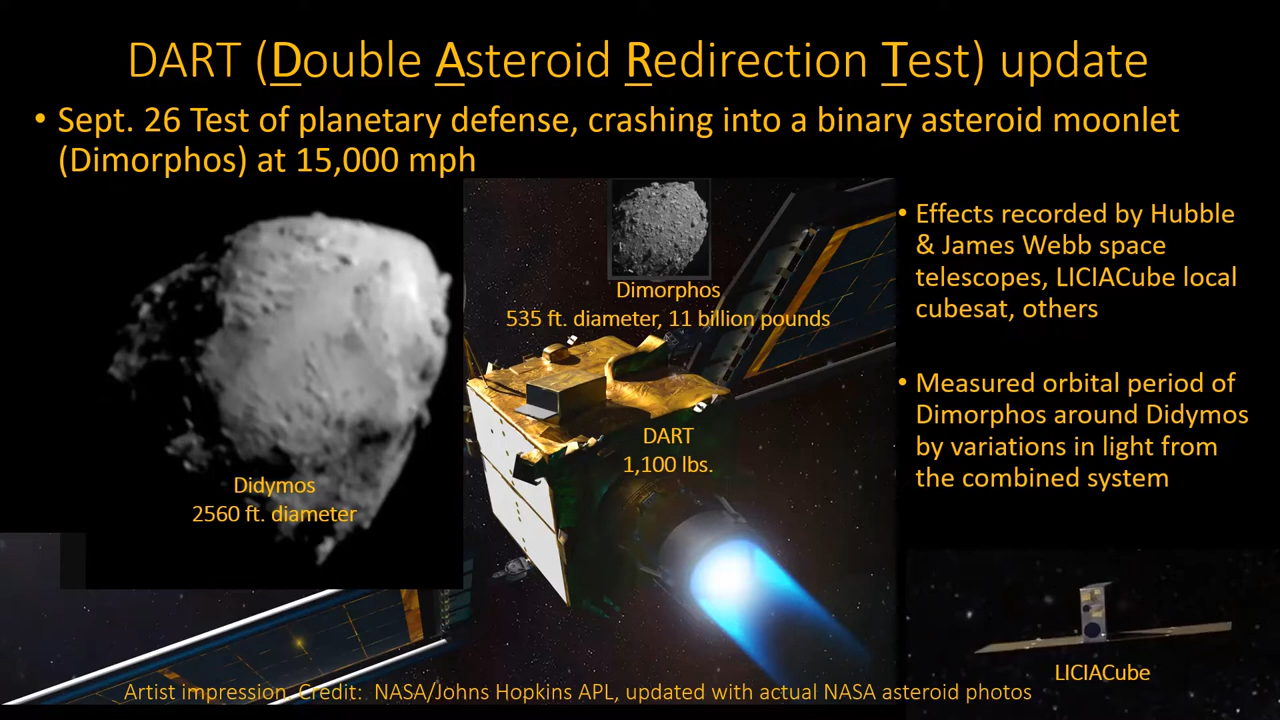 DART (Double Asteroid Redirection Test) update
• Sept. 26 Test of planetary defense, crashing into a binary asteroid moonlet
(Dimorphos) at 15,000 mph
Dimorphos
535 ft. diameter, 11 billion pounds
DART
1,100 lbs.
Didymos
2560 ft. diameter
• Effects recorded by Hubble
& James Webb space
telescopes, LICIACube local
cubesat, others
• Measured orbital period of
Dimorphos around Didymos
by variations in light from
the combined system
LICIACube
Artist impression. Credit: NASA/Johns Hopkins APL, updated with actual NASA asteroid photos